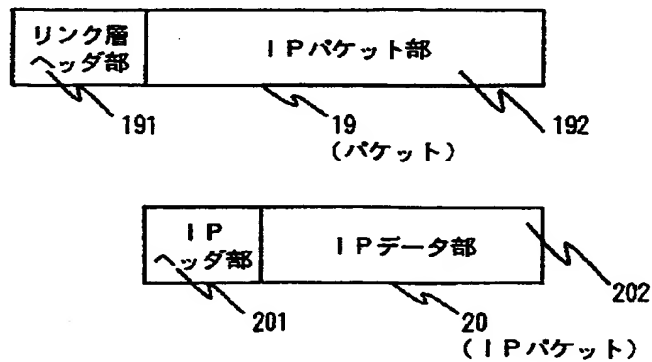 リンク層
ヘッダ部
IPパケット部
191
19
(パケット)
192
IP
ヘッダ部
IPデータ部
201
20
(IPパケット)
202